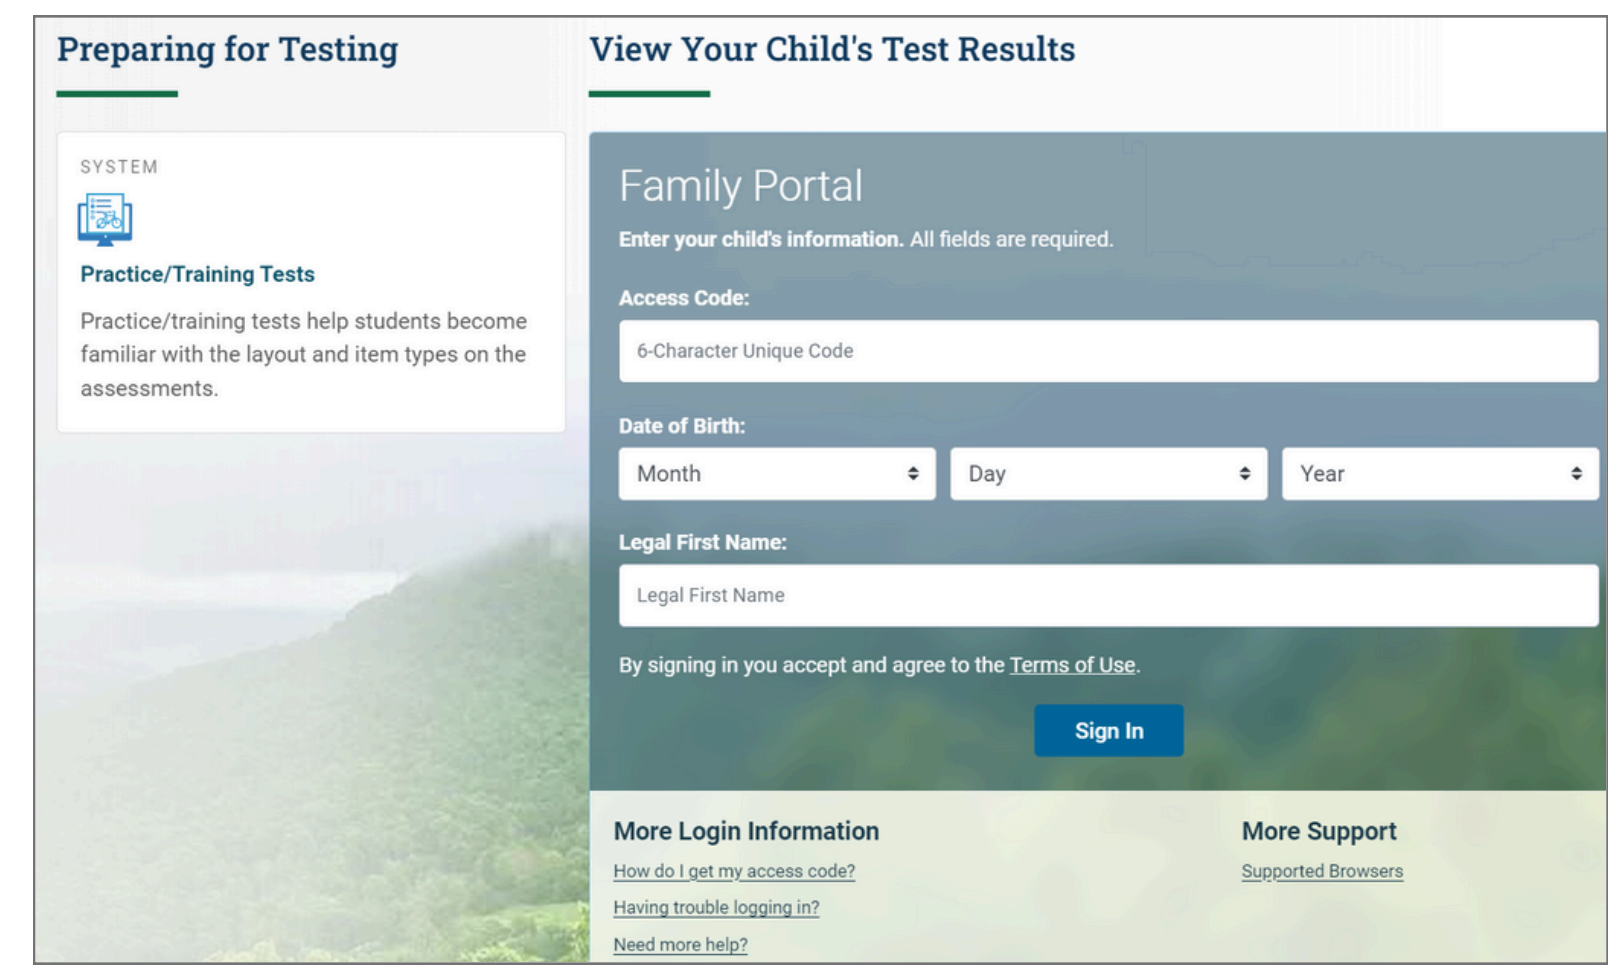 Preparing for Testing
SYSTEM
Practice/Training Tests
Practice/training tests help students become
familiar with the layout and item types on the
assessments.
View Your Child's Test Results
Family Portal
Enter your child's information. All fields are required.
Access Code:
6-Character Unique Code
Date of Birth:
Month Day Year
Legal First Name:
Legal First Name
By signing in you accept and agree to the Terms of Use.
Sign In
More Login Information
How do I get my access code?
Having trouble logging in?
Need more help?
More Support
Supported Browsers